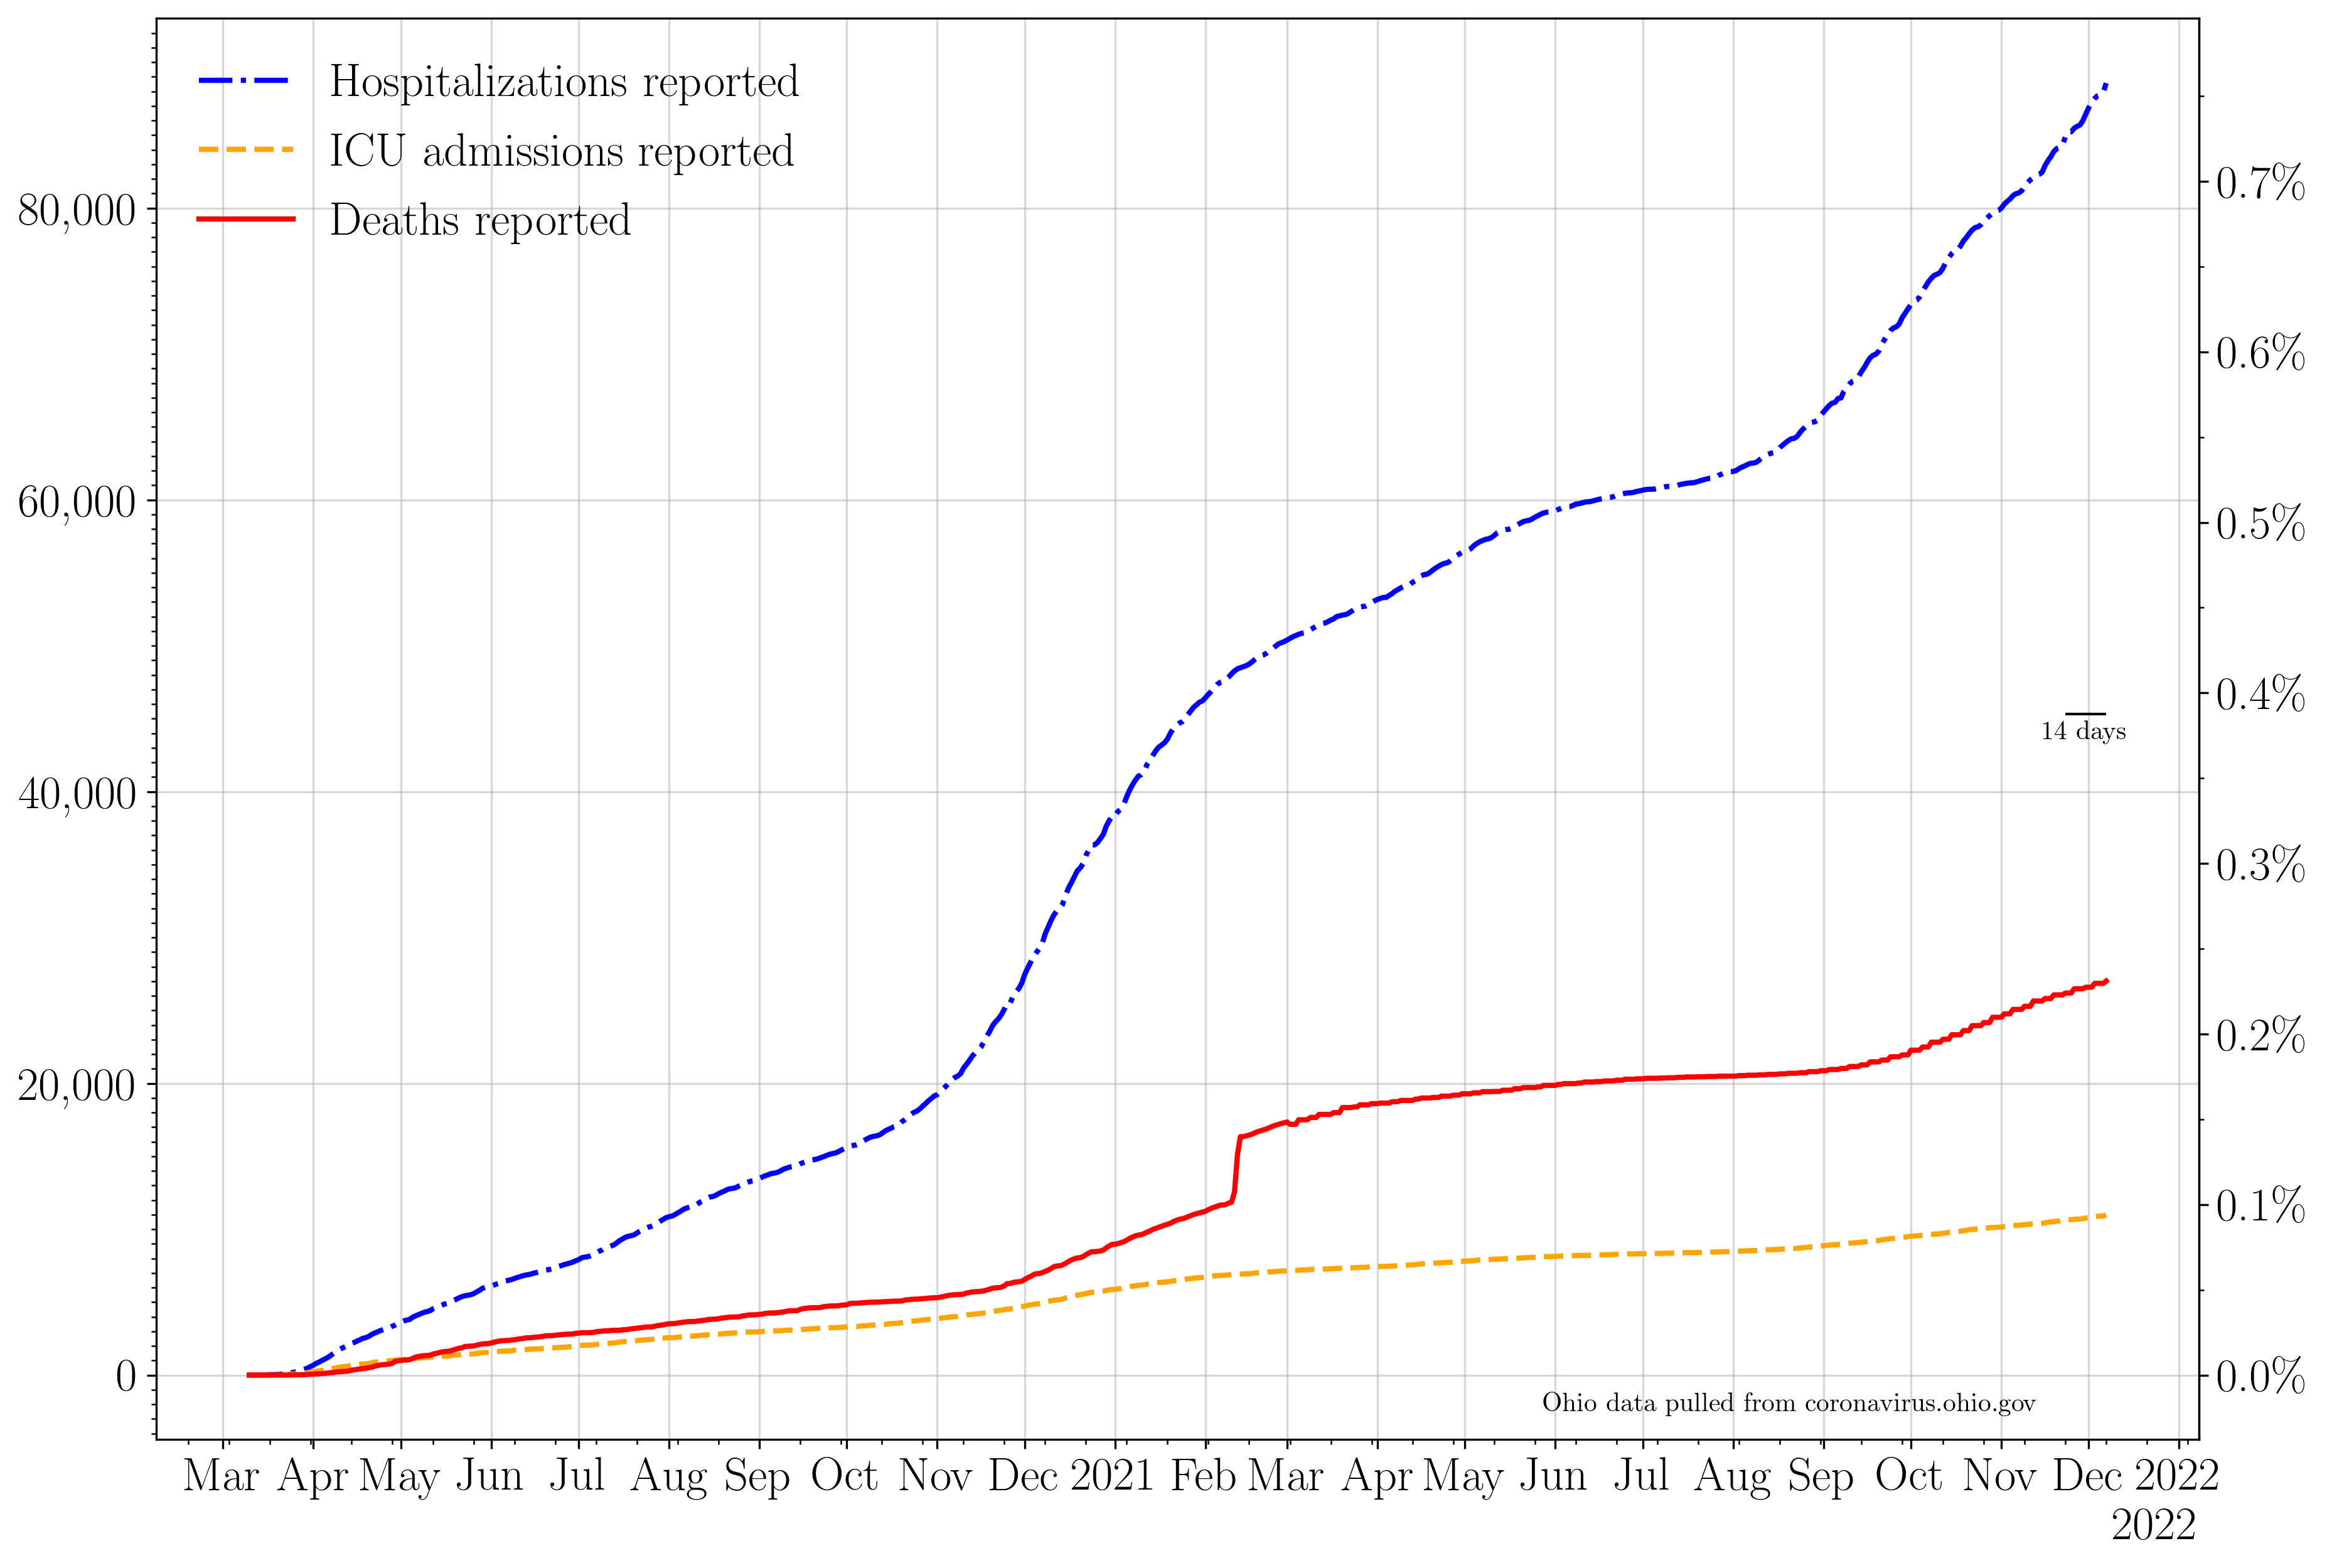 Hospitalizations reported
ICU admissions reported
Deaths reported
80,000
60,000
40,000
20,000
0
0.7%
0.6%
0.5%
0.4%
0.3%
0.2%
0.1%
0.0%
14 days
Ohio data pulled from coronavirus.ohio.gov
Mar Apr May Jun Jul Aug Sep Oct Nov Dec 2021 Feb Mar Apr May Jun Jul Aug Sep Oct Nov Dec 2022
2022